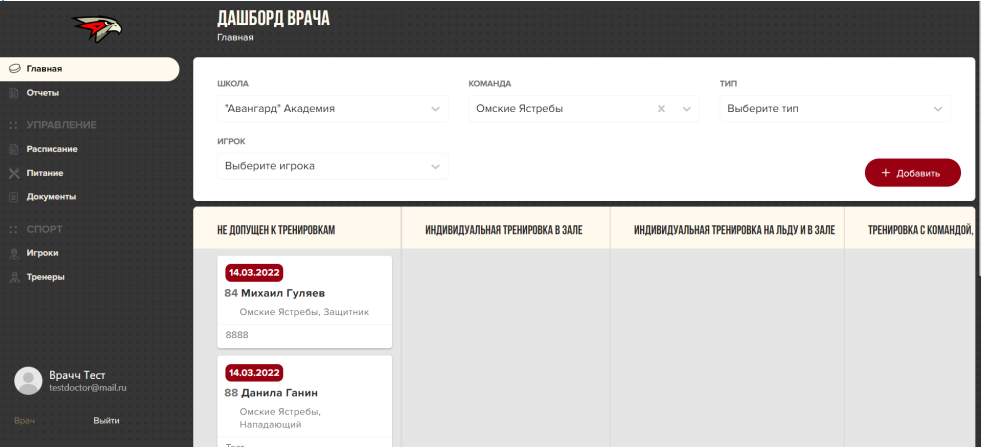 ДАШБОРД ВРАЧА
Главная
Главная
Отчеты
УПРАВЛЕНИЕ
Расписание
Питание
Документы
СПОРТ
Игроки
Тренеры
Врачч Тест
testdoctor@mail.ru
Врач
Выйти
ШКОЛА
КОМАНДА
ТИП
"Авангард" Академия
Омские Ястребы
Выберите тип
ИГРОК
Выберите игрока
+ Добавить
НЕ ДОПУЩЕН К ТРЕНИРОВКАМ
ИНДИВИДУАЛЬНАЯ ТРЕНИРОВКА В ЗАЛЕ
ИНДИВИДУАЛЬНАЯ ТРЕНИРОВКА НА ЛЬДУ И В ЗАЛЕ
ТРЕНИРОВКА С КОМАНДОЙ,
14.03.2022
84 Михаил Гуляев
Омские Ястребы, Защитник
8888
14.03.2022
88 Данила Ганин
Омские Ястребы,
Нападающий